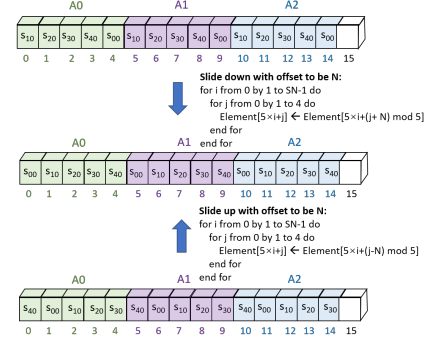 A0 A1 A2
s10 s20 s30 s40 s00 s10 s20 s30 s40 s00 s10 s20 s30 s40 s00
0 1 2 3 4 5 6 7 8 9 10 11 12 13 14 15
Slide down with offset to be N:
for i from 0 by 1 to SN-1 do
for j from 0 by 1 to 4 do
Element[5×i+j] ← Element[5×i+(j+ N) mod 5]
end for
end for
A0 A1 A2
s00 s10 s20 s30 s40 s00 s10 s20 s30 s40 s00 s10 s20 s30 s40
0 1 2 3 4 5 6 7 8 9 10 11 12 13 14 15
Slide up with offset to be N:
for i from 0 by 1 to SN-1 do
for j from 0 by 1 to 4 do
Element[5×i+j] ← Element[5×i+(j-N) mod 5]
end for
end for
A0 A1 A2
s40 s00 s10 s20 s30 s40 s00 s10 s20 s30 s40 s00 s10 s20 s30
0 1 2 3 4 5 6 7 8 9 10 11 12 13 14 15